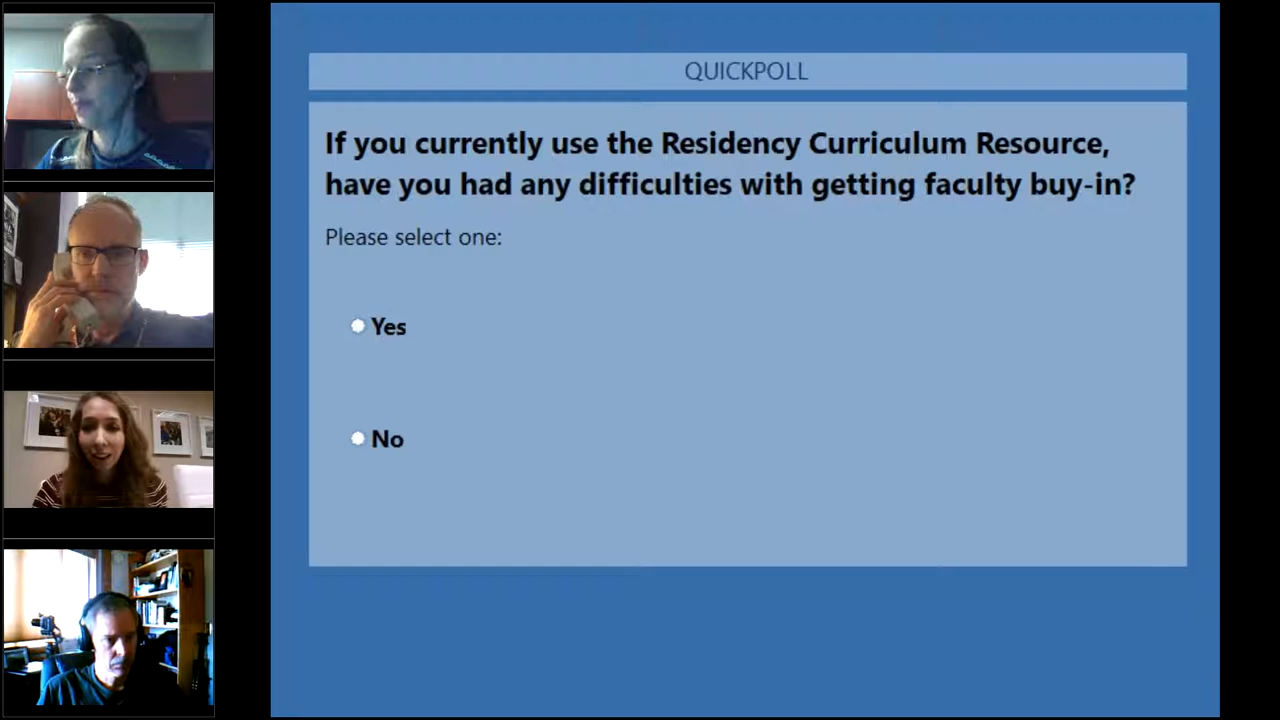 QUICKPOLL
If you currently use the Residency Curriculum Resource,
have you had any difficulties with getting faculty buy-in?
Please select one:
Yes
No